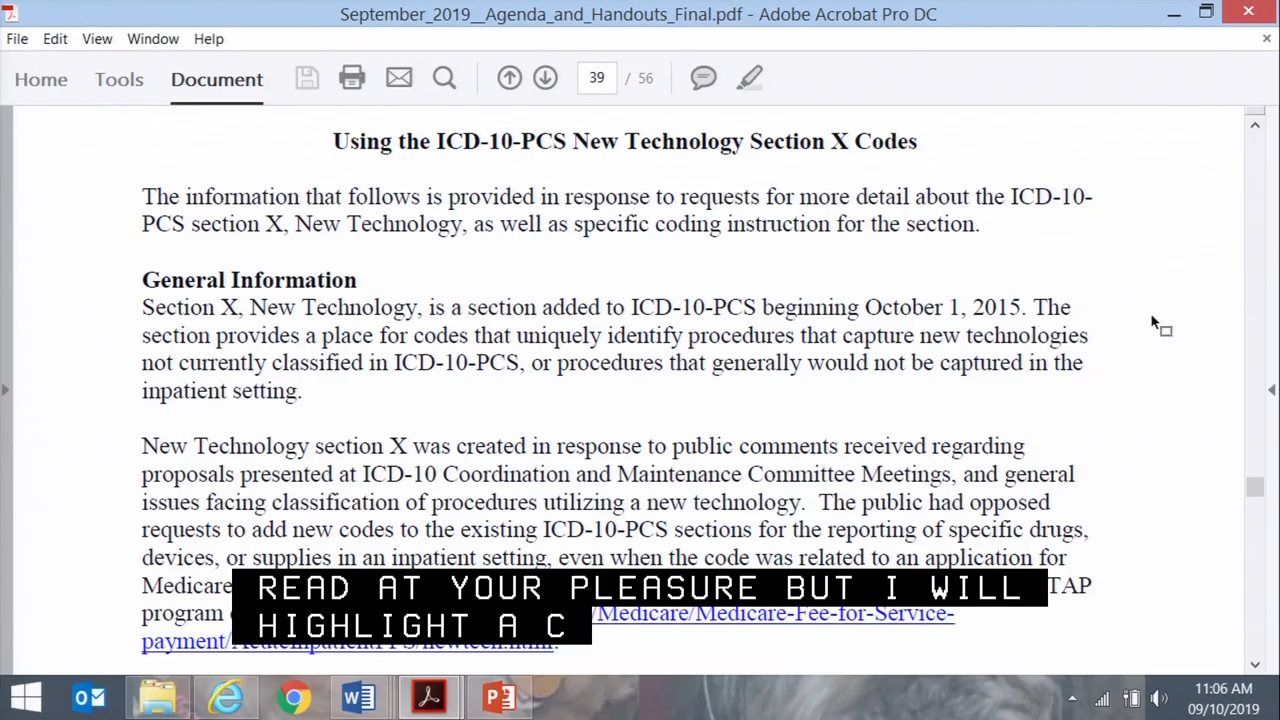 September_2019__Agenda_and_Handouts_Final.pdf - Adobe Acrobat Pro DC
File Edit View Window Help
Home Tools Document 39 / 56
Using the ICD-10-PCS New Technology Section X Codes
The information that follows is provided in response to requests for more detail about the ICD-10-
PCS section X, New Technology, as well as specific coding instruction for the section.
General Information
Section X, New Technology, is a section added to ICD-10-PCS beginning October 1, 2015. The
section provides a place for codes that uniquely identify procedures that capture new technologies
not currently classified in ICD-10-PCS, or procedures that generally would not be captured in the
inpatient setting.
New Technology section X was created in response to public comments received regarding
proposals presented at ICD-10 Coordination and Maintenance Committee Meetings, and general
issues facing classification of procedures utilizing a new technology.  The public had opposed
requests to add new codes to the existing ICD-10-PCS sections for the reporting of specific drugs,
devices, or supplies in an inpatient setting, even when the code was related to an application for
Medicare TAP
program /Medicare/Medicare-Fee-for-Service-
payment/AcuteInpatientPPS/newtech.html.
READ AT YOUR PLEASURE BUT I WILL
HIGHLIGHT A C
11:06 AM
09/10/2019